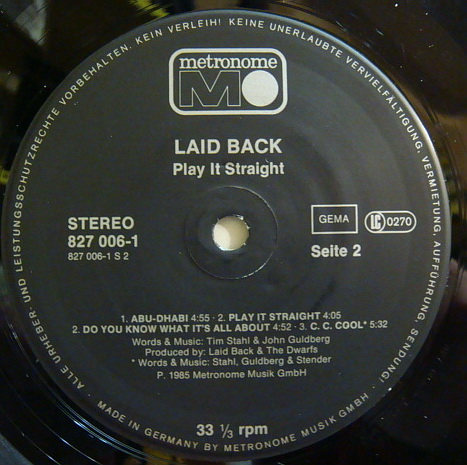 ALLE URHEBER- UND LEISTUNGSSCHUTZRECHTE VORBEHALTEN. KEIN VERLEIH! KEINE UNERLAUBTE VERVIELFÄLTIGUNG, VERMIETUNG, AUFFÜHRUNG, SENDUNG!
metronome
M
LAID BACK
Play It Straight
STEREO
827 006-1
827 006-1 S 2
GEMA
LC 0270
Seite 2
1. ABU-DHABI 4:55 · 2. PLAY IT STRAIGHT 4:05
2. DO YOU KNOW WHAT IT'S ALL ABOUT 4:52 · 3. C. C. COOL* 5:32
Words & Music: Tim Stahl & John Guldberg
Produced by: Laid Back & The Dwarfs
* Words & Music: Stahl, Guldberg & Stender
P. 1985 Metronome Musik GmbH
33 ⅓ rpm
MADE IN GERMANY BY METRONOME MUSIK GMBH ·